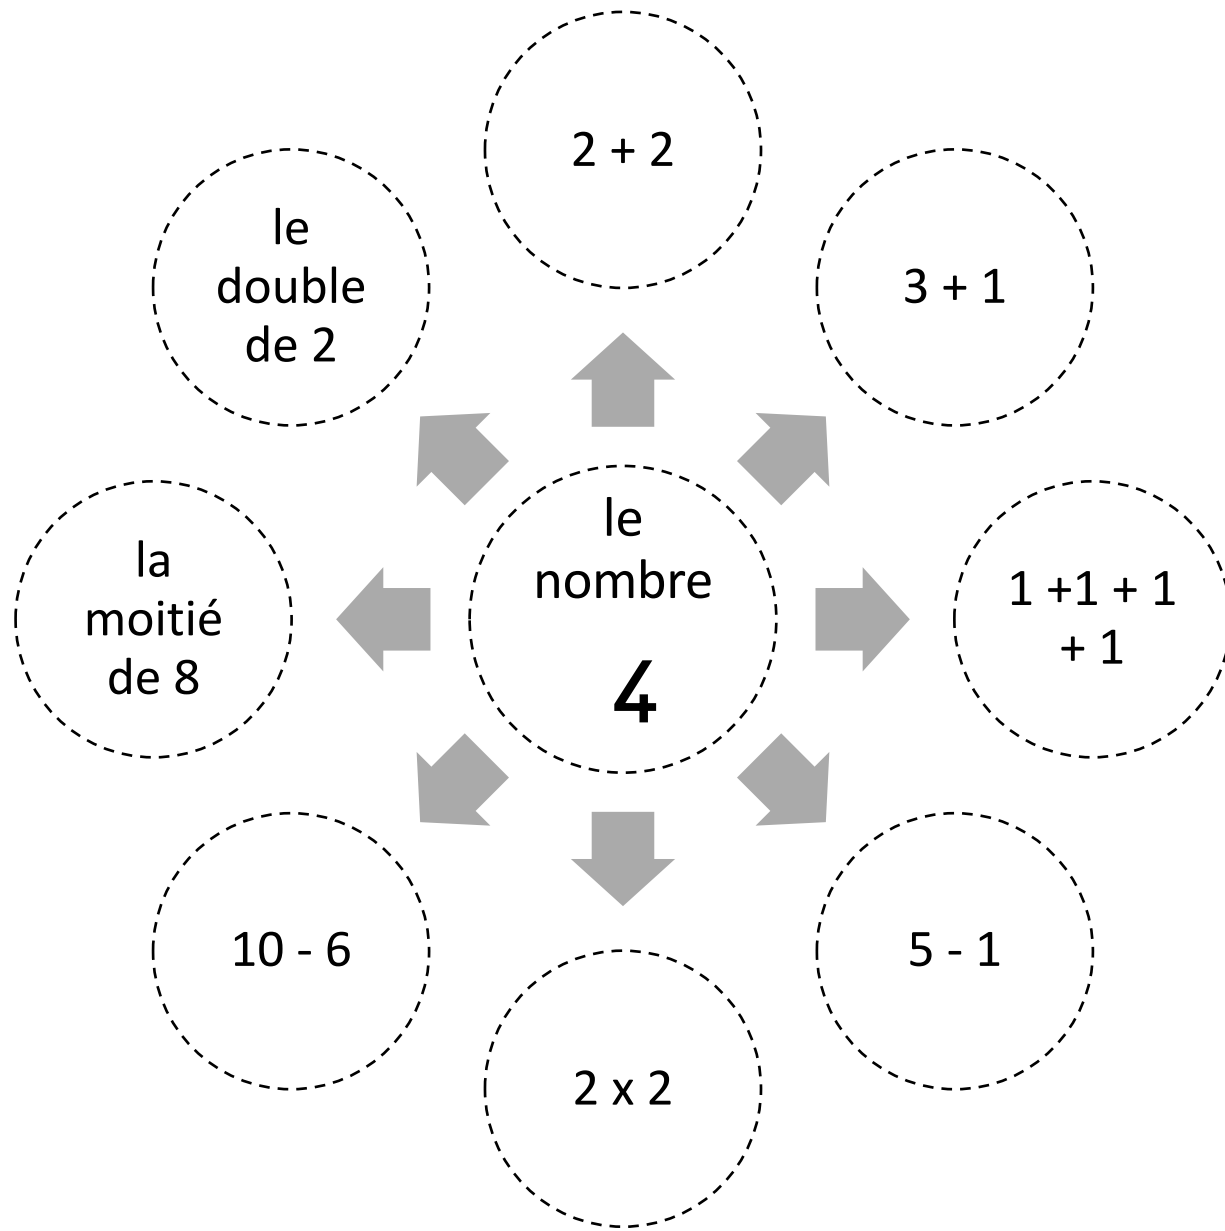 2 + 2
3 + 1
1 +1 + 1
+ 1
5 - 1
2 x 2
10 - 6
la
moitié
de 8
le
double
de 2
le
nombre
4